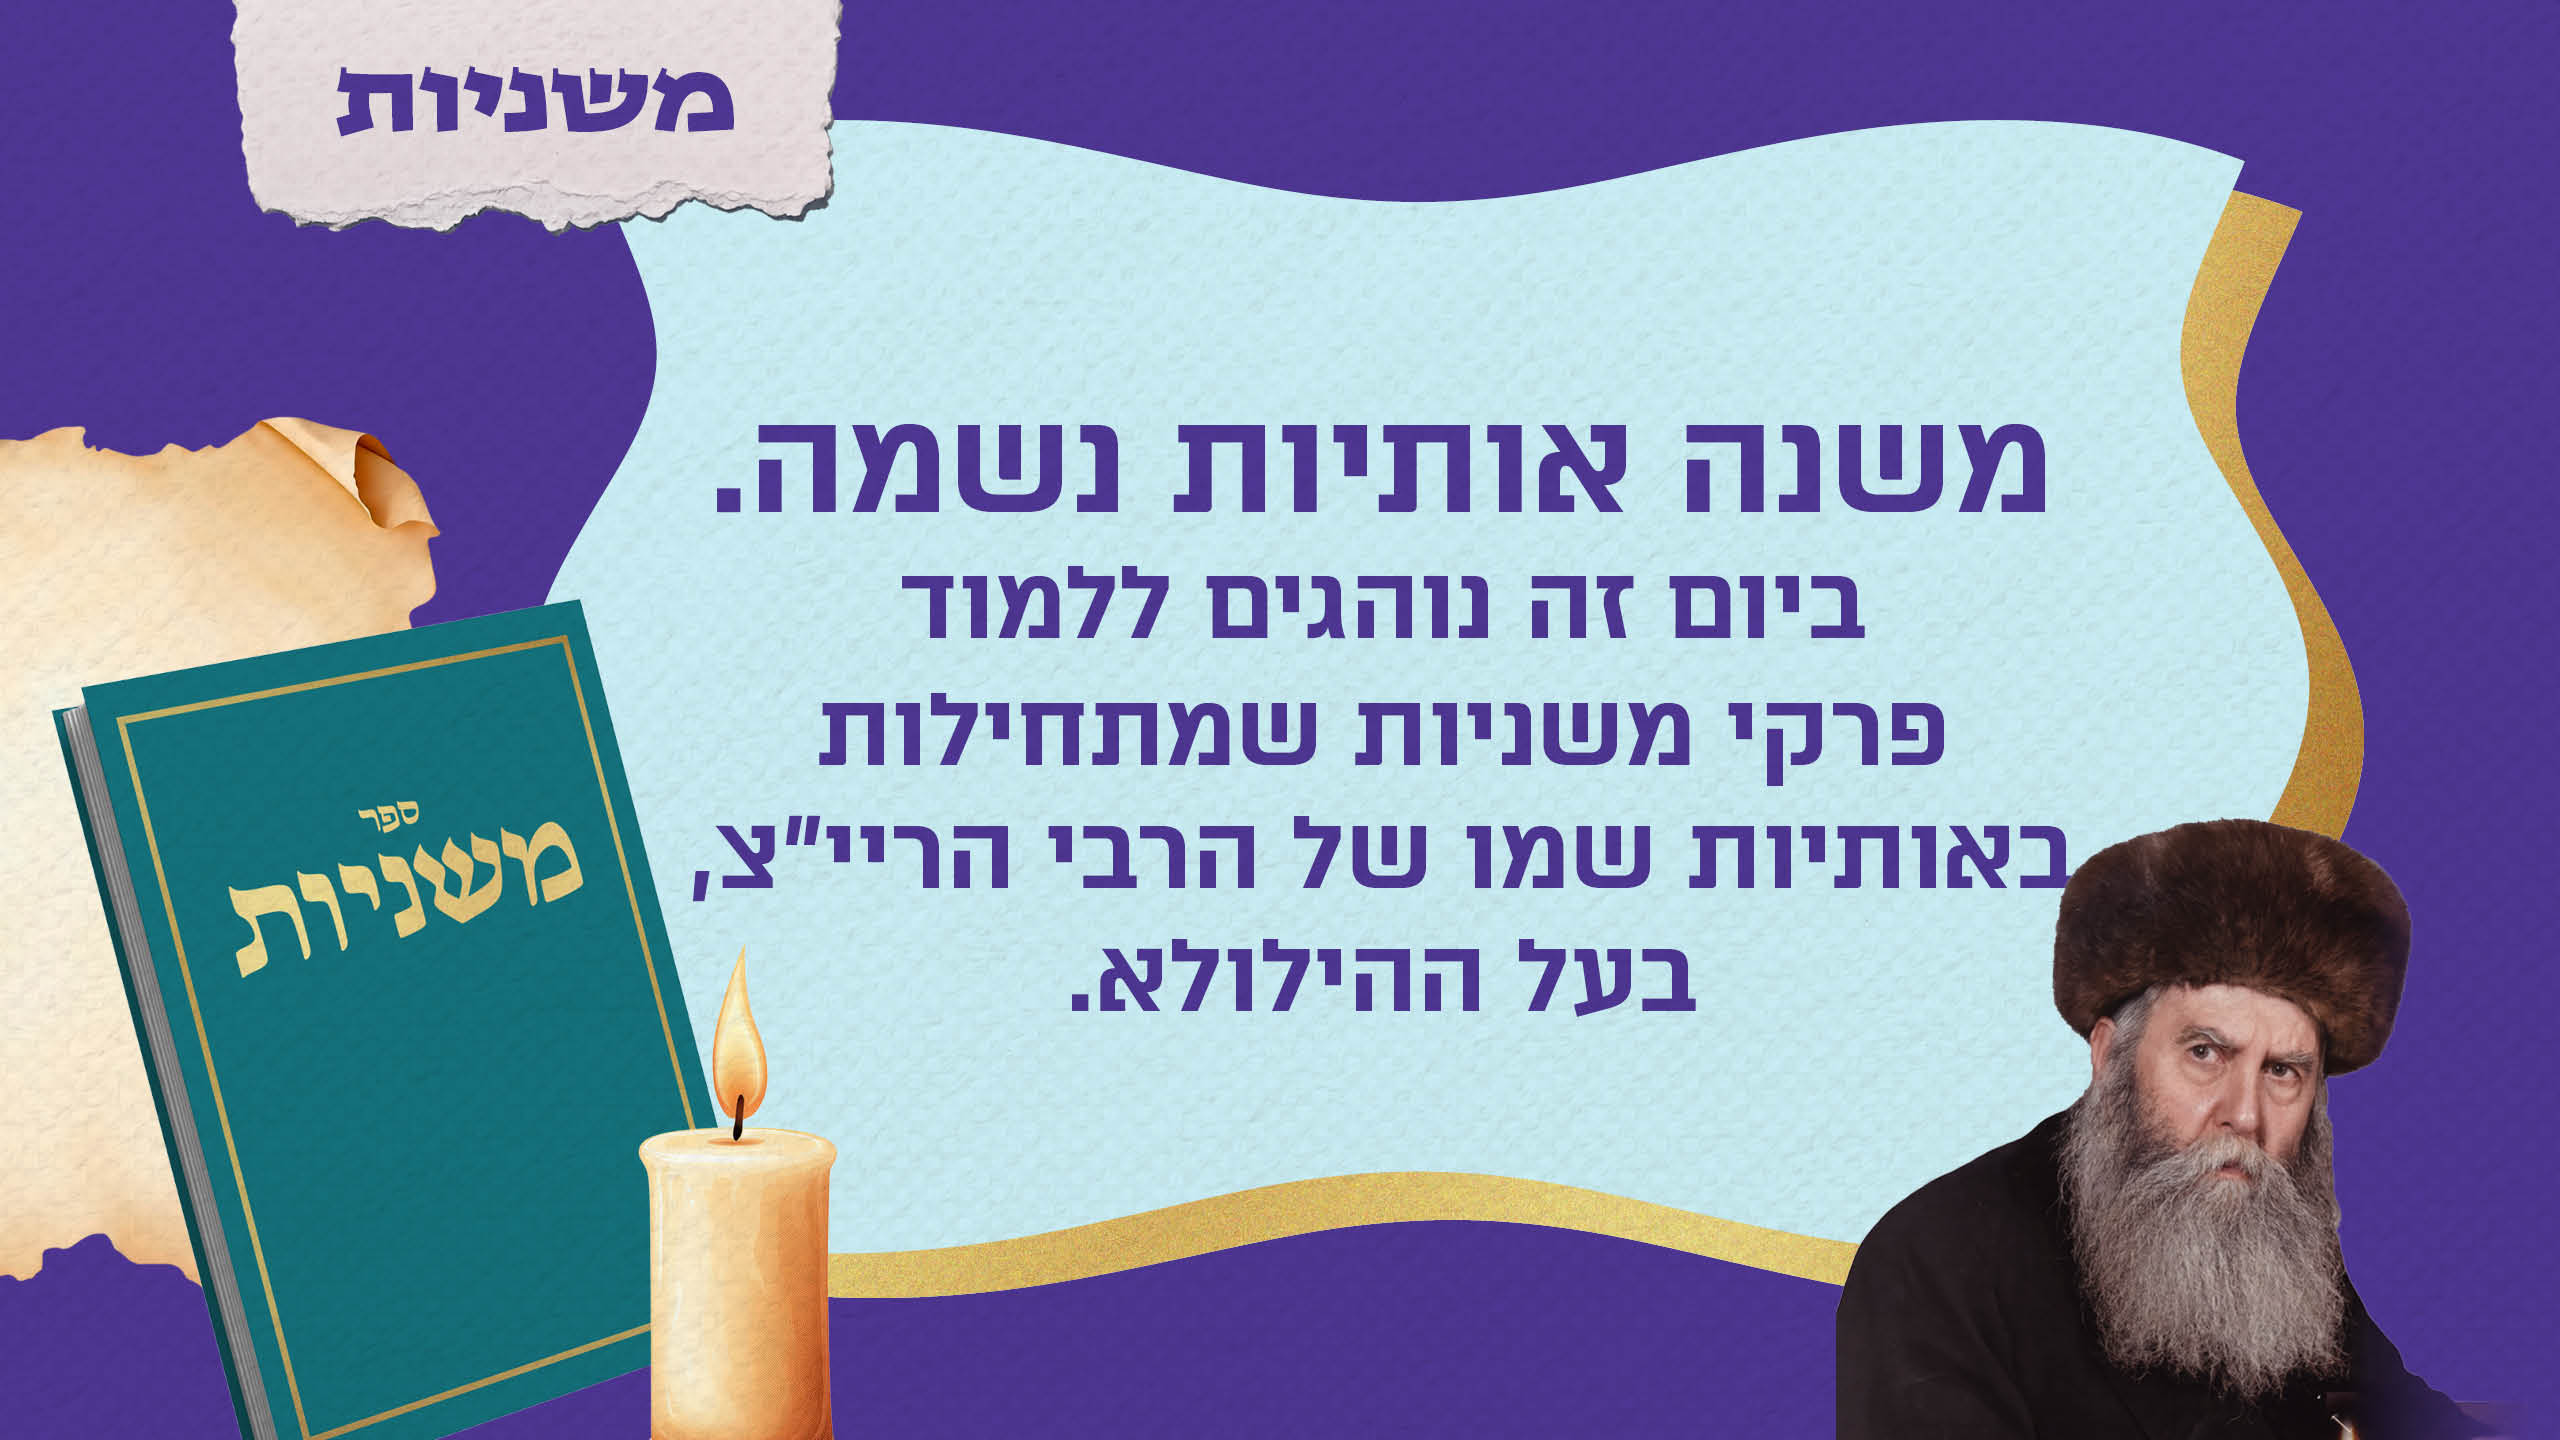 משניות
משנה אותיות נשמה.
ביום זה נוהגים ללמוד
פרקי משניות שמתחילות
באותיות שמו של הרבי הריי"צ,
בעל ההילולא.
ספר
משניות